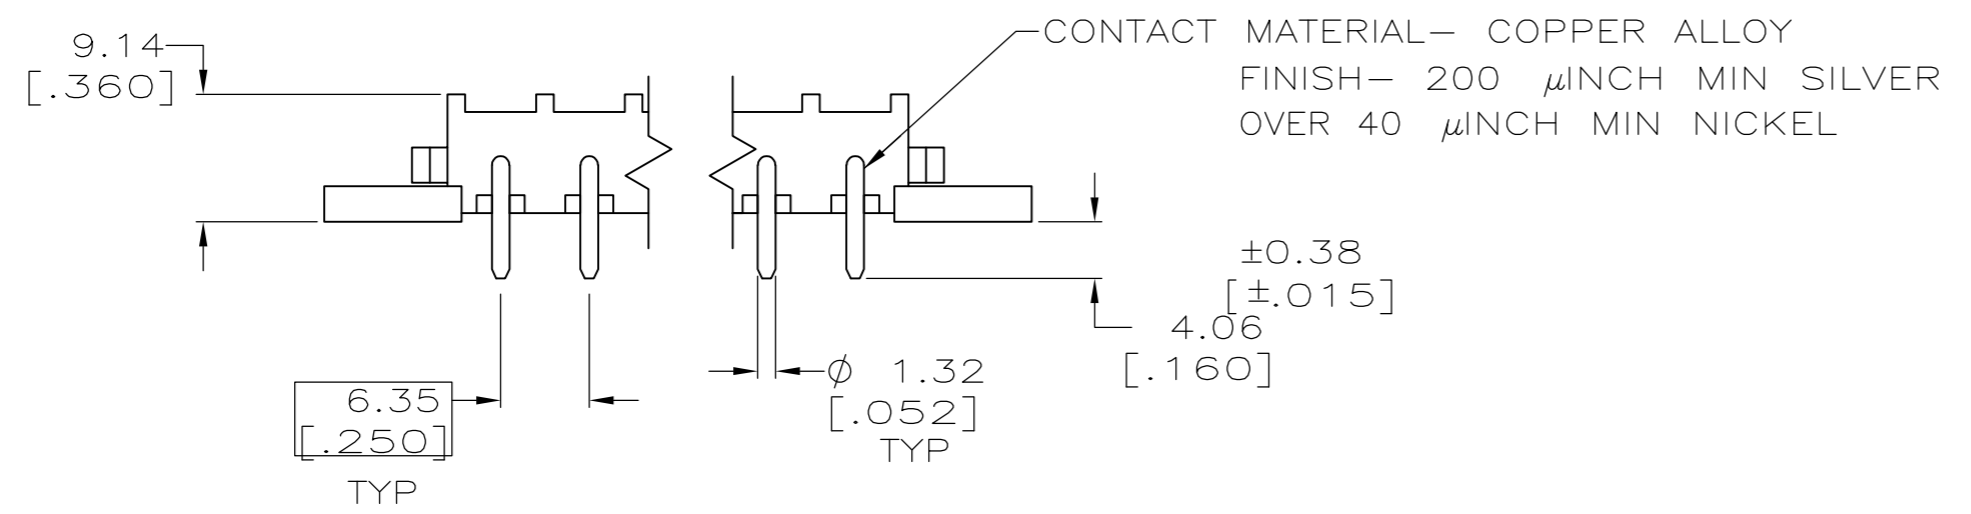 9.14
[.360]
CONTACT MATERIAL– COPPER ALLOY
FINISH– 200 µINCH MIN SILVER
OVER 40 µINCH MIN NICKEL
±0.38
[±.015]
4.06
[.160]
ϕ 1.32
[.052]
TYP
6.35
[.250]
TYP